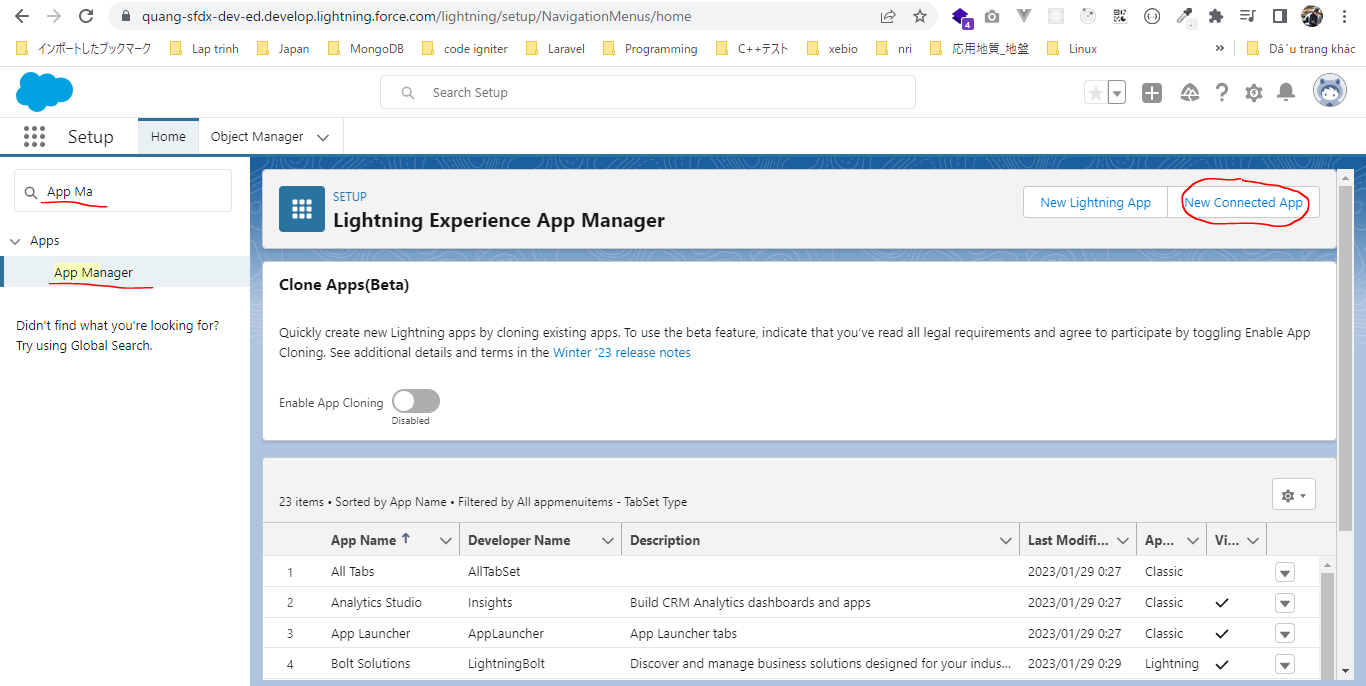 quang-sfdx-dev-ed.develop.lightning.force.com/lightning/setup/NavigationMenus/home
4
インポートしたブックマーク Lap trinh Japan MongoDB code igniter Laravel Programming C++テスト xebio nri 応用地質_地盤 Linux » Dấu trang khác
Search Setup
Setup Home Object Manager
App Ma
Apps
App Manager
Didn't find what you're looking for?
Try using Global Search.
SETUP
Lightning Experience App Manager
New Lightning App New Connected App
Clone Apps(Beta)
Quickly create new Lightning apps by cloning existing apps. To use the beta feature, indicate that you've read all legal requirements and agree to participate by toggling Enable App
Cloning. See additional details and terms in the Winter '23 release notes
Enable App Cloning
Disabled
23 items • Sorted by App Name • Filtered by All appmenuitems - TabSet Type
App Name ↑ Developer Name Description Last Modifi... Ap... Vi...
1 All Tabs AllTabSet 2023/01/29 0:27 Classic
2 Analytics Studio Insights Build CRM Analytics dashboards and apps 2023/01/29 0:27 Classic
3 App Launcher AppLauncher App Launcher tabs 2023/01/29 0:27 Classic
4 Bolt Solutions LightningBolt Discover and manage business solutions designed for your indus... 2023/01/29 0:29 Lightning